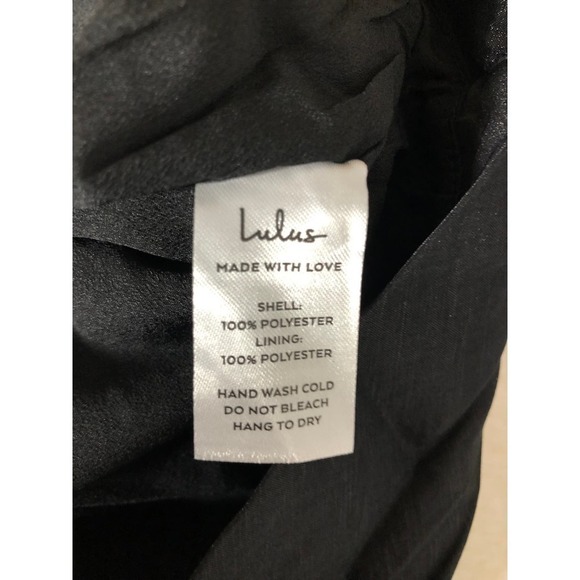 Lulus
MADE WITH LOVE
SHELL:
100% POLYESTER
LINING:
100% POLYESTER
HAND WASH COLD
DO NOT BLEACH
HANG TO DRY